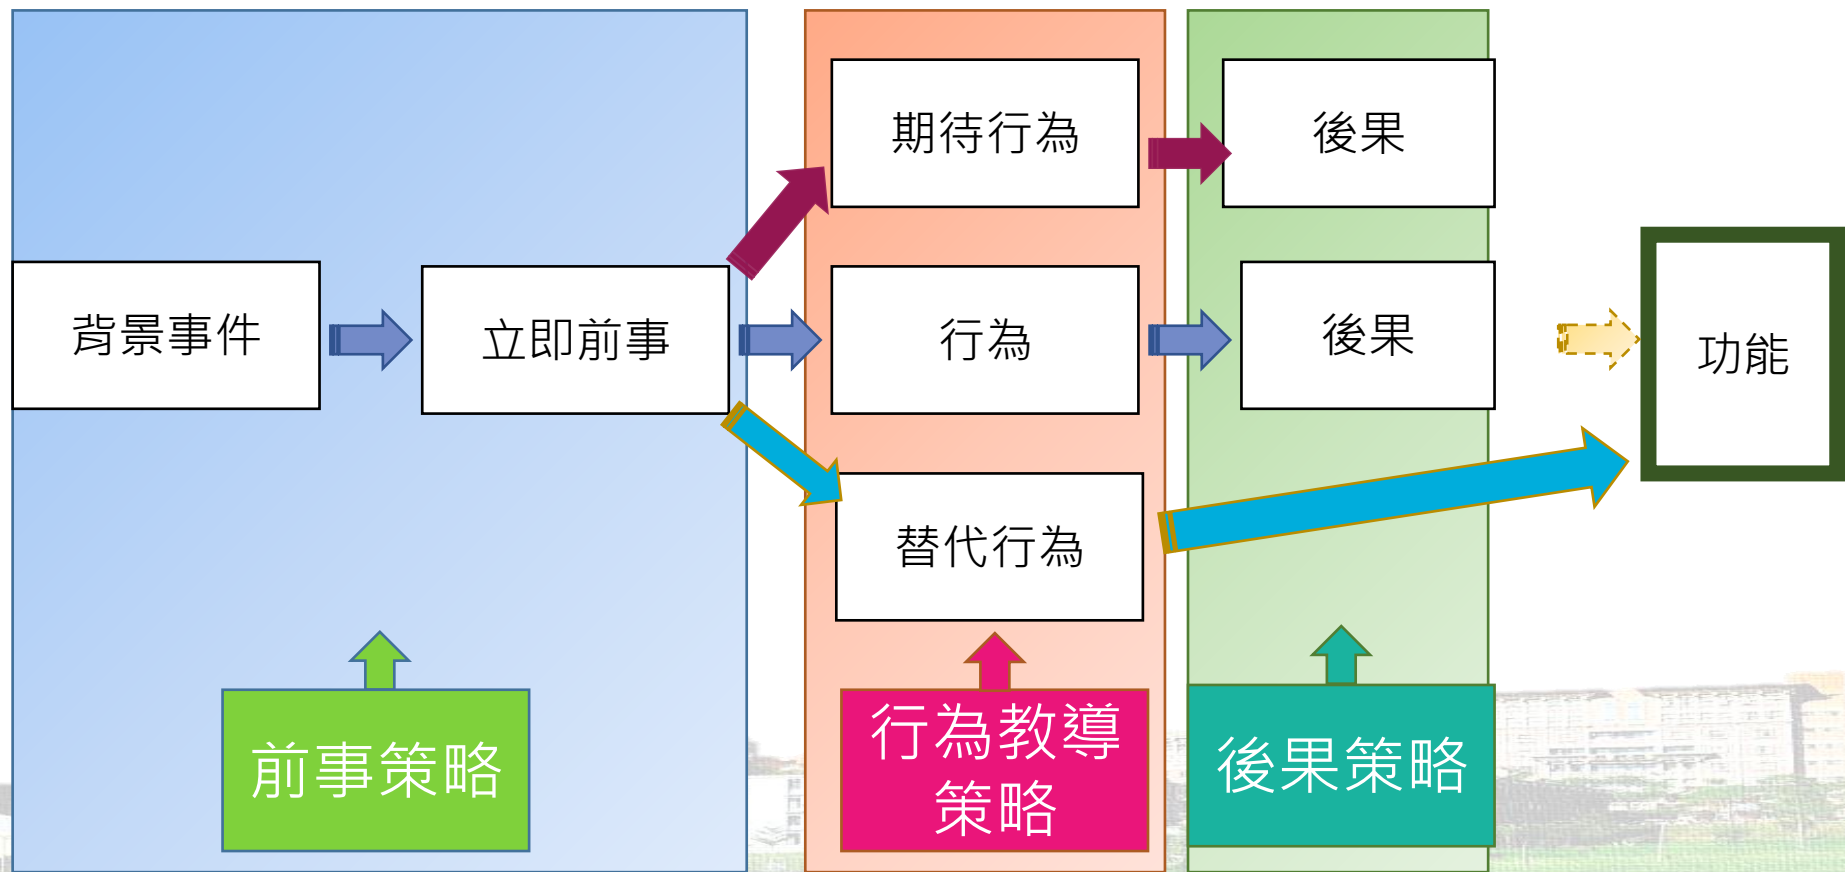 期待行為
後果
背景事件
立即前事
行為
後果
功能
替代行為
前事策略
行為教導
策略
後果策略